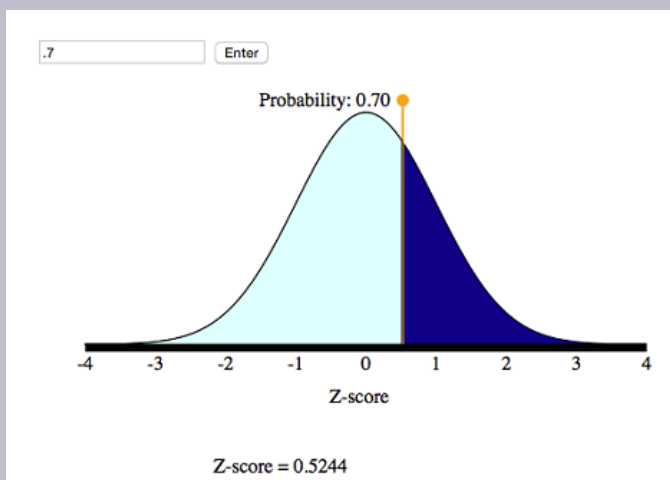 .7 Enter
Probability: 0.70
-4 -3 -2 -1 0 1 2 3 4
Z-score
Z-score = 0.5244